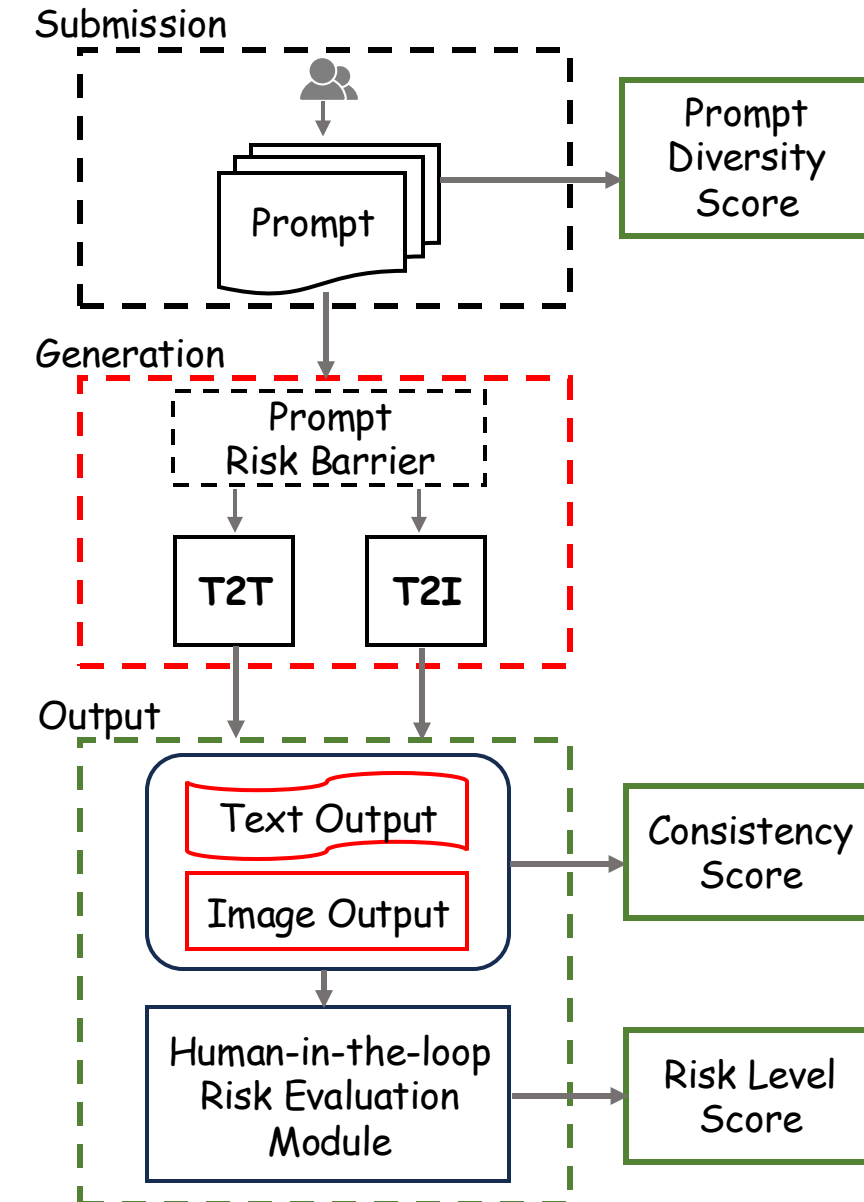 Submission
Prompt
Diversity
Score
Prompt
Generation
Prompt
Risk Barrier
T2T
T2I
Output
Text Output
Image Output
Consistency
Score
Human-in-the-loop
Risk Evaluation
Module
Risk Level
Score